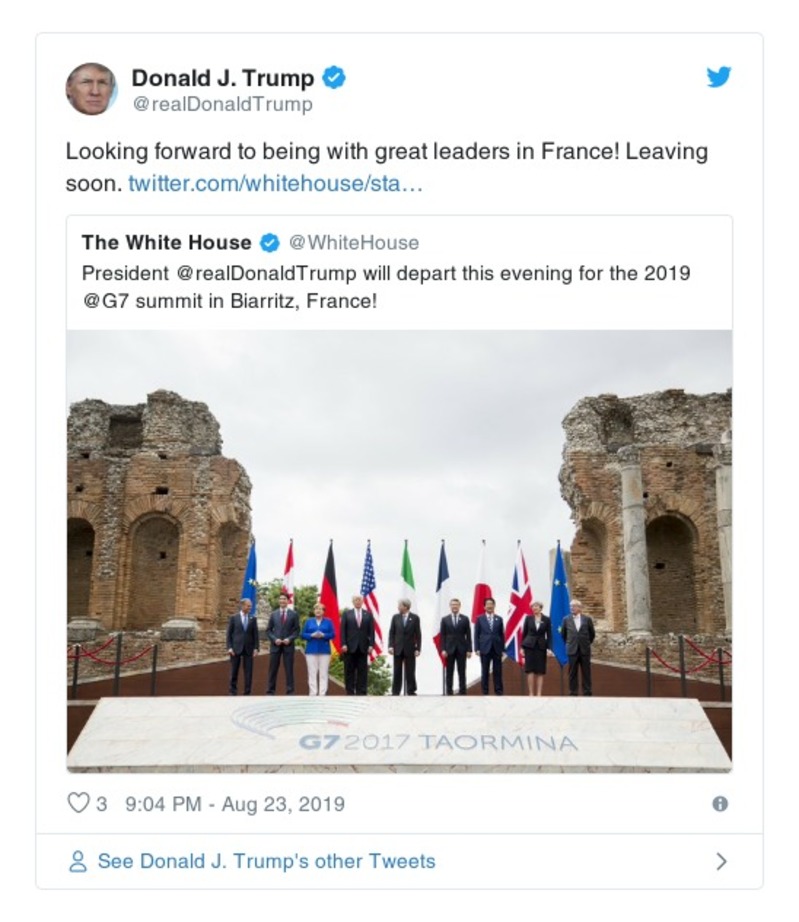 Donald J. Trump
@realDonaldTrump
Looking forward to being with great leaders in France! Leaving
soon. twitter.com/whitehouse/sta…
The White House @WhiteHouse
President @realDonaldTrump will depart this evening for the 2019
@G7 summit in Biarritz, France!
G7 2017 TAORMINA
3 9:04 PM - Aug 23, 2019
See Donald J. Trump's other Tweets